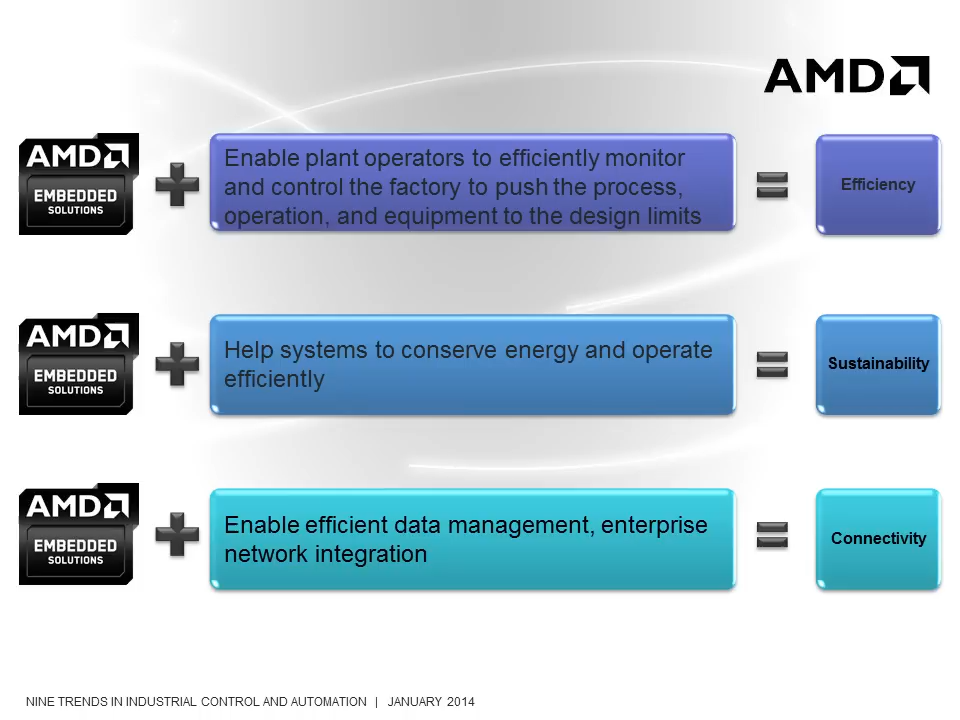 AMD
AMD
EMBEDDED
SOLUTIONS
Enable plant operators to efficiently monitor
and control the factory to push the process,
operation, and equipment to the design limits
Efficiency
AMD
EMBEDDED
SOLUTIONS
Help systems to conserve energy and operate
efficiently
Sustainability
AMD
EMBEDDED
SOLUTIONS
Enable efficient data management, enterprise
network integration
Connectivity
NINE TRENDS IN INDUSTRIAL CONTROL AND AUTOMATION | JANUARY 2014